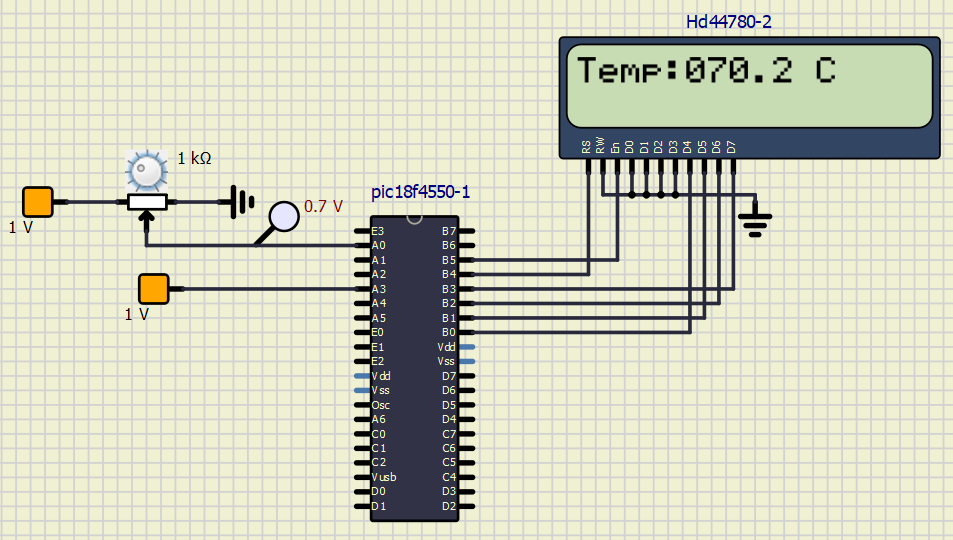 Hd44780-2
Temp:070.2 C
RS RW En D0 D1 D2 D3 D4 D5 D6 D7
1 kΩ
1 V
0.7 V
1 V
pic18f4550-1
E3 B7
A0 B6
A1 B5
A2 B4
A3 B3
A4 B2
A5 B1
E0 B0
E1 Vdd
E2 Vss
Vdd D7
Vss D6
Osc D5
A6 D4
C0 C7
C1 C6
C2 C5
Vusb C4
D0 D3
D1 D2